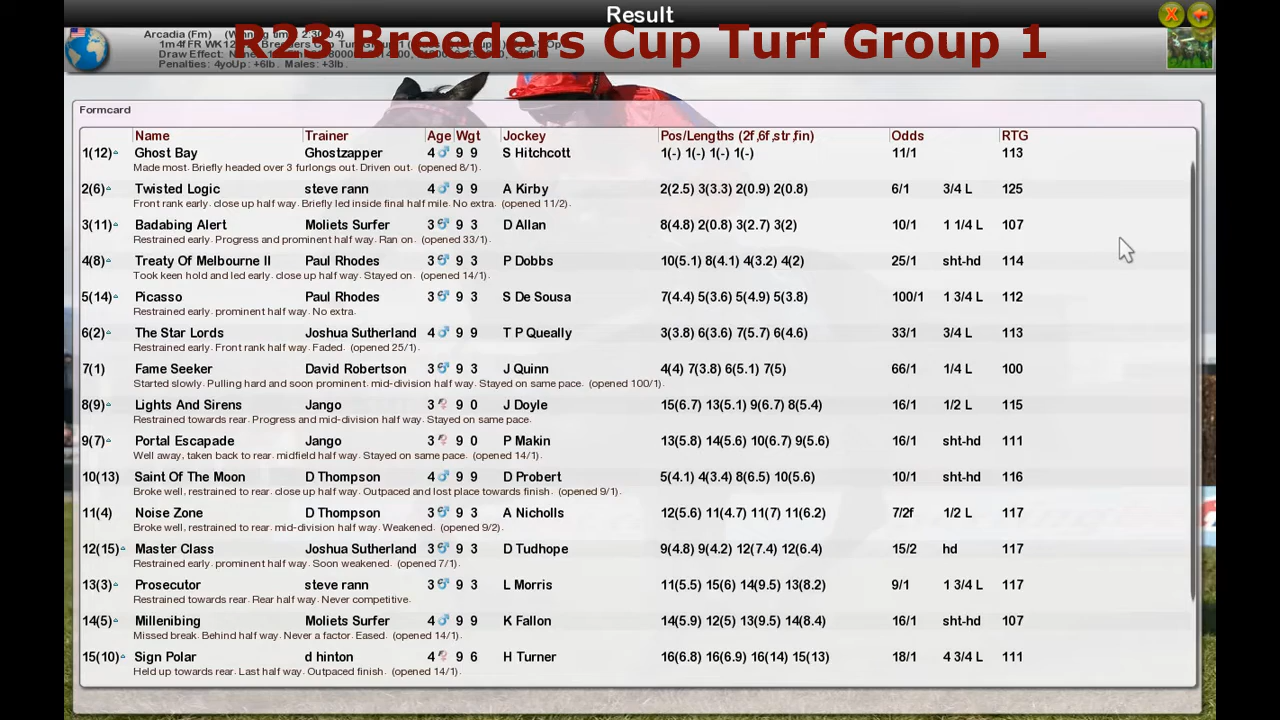 Result
R23 Breeders Cup Turf Group 1
Arcadia (Fm)
Penalties: 4yoUp: +6lb. Males: +3lb.
Formcard
Name Trainer Age Wgt Jockey Pos/Lengths (2f,6f,str,fin) Odds RTG
1(12) Ghost Bay Ghostzapper 4 9 9 S Hitchcott 1(-) 1(-) 1(-) 1(-) 11/1 113
Made most. Briefly headed over 3 furlongs out. Driven out. (opened 8/1).
2(6) Twisted Logic steve rann 4 9 9 A Kirby 2(2.5) 3(3.3) 2(0.9) 2(0.8) 6/1 3/4 L 125
Front rank early. close up half way. Briefly led inside final half mile. No extra. (opened 11/2).
3(11) Badabing Alert Moliets Surfer 3 9 3 D Allan 8(4.8) 2(0.8) 3(2.7) 3(2) 10/1 1 1/4 L 107
Restrained early. Progress and prominent half way. Ran on. (opened 33/1).
4(8) Treaty Of Melbourne II Paul Rhodes 3 9 3 P Dobbs 10(5.1) 8(4.1) 4(3.2) 4(2) 25/1 sht-hd 114
Took keen hold and led early. close up half way. Stayed on. (opened 14/1).
5(14) Picasso Paul Rhodes 3 9 3 S De Sousa 7(4.4) 5(3.6) 5(4.9) 5(3.8) 100/1 1 3/4 L 112
Restrained early. prominent half way. No extra.
6(2) The Star Lords Joshua Sutherland 4 9 9 T P Queally 3(3.8) 6(3.6) 7(5.7) 6(4.6) 33/1 3/4 L 113
Restrained early. Front rank half way. Faded. (opened 25/1).
7(1) Fame Seeker David Robertson 3 9 3 J Quinn 4(4) 7(3.8) 6(5.1) 7(5) 66/1 1/4 L 100
Started slowly. Pulling hard and soon prominent. mid-division half way. Stayed on same pace. (opened 100/1).
8(9) Lights And Sirens Jango 3 9 0 J Doyle 15(6.7) 13(5.1) 9(6.7) 8(5.4) 16/1 1/2 L 115
Restrained towards rear. Progress and mid-division half way. Stayed on same pace.
9(7) Portal Escapade Jango 3 9 0 P Makin 13(5.8) 14(5.6) 10(6.7) 9(5.6) 16/1 sht-hd 111
Well away, taken back to rear. midfield half way. Stayed on same pace. (opened 14/1).
10(13) Saint Of The Moon D Thompson 4 9 9 D Probert 5(4.1) 4(3.4) 8(6.5) 10(5.6) 10/1 sht-hd 116
Broke well, restrained to rear. close up half way. Outpaced and lost place towards finish. (opened 9/1).
11(4) Noise Zone D Thompson 3 9 3 A Nicholls 12(5.6) 11(4.7) 11(7) 11(6.2) 7/2f 1/2 L 117
Broke well, restrained to rear. mid-division half way. Weakened. (opened 9/2).
12(15) Master Class Joshua Sutherland 3 9 3 D Tudhope 9(4.8) 9(4.2) 12(7.4) 12(6.4) 15/2 hd 117
Restrained early. prominent half way. Soon weakened. (opened 7/1).
13(3) Prosecutor steve rann 3 9 3 L Morris 11(5.5) 15(6) 14(9.5) 13(8.2) 9/1 1 3/4 L 117
Restrained towards rear. Rear half way. Never competitive.
14(5) Millenibing Moliets Surfer 4 9 9 K Fallon 14(5.9) 12(5) 13(9.5) 14(8.4) 16/1 sht-hd 107
Missed break. Behind half way. Never a factor. Eased. (opened 14/1).
15(10) Sign Polar d hinton 4 9 6 H Turner 16(6.8) 16(6.9) 16(14) 15(13) 18/1 4 3/4 L 111
Held up towards rear. Last half way. Outpaced finish. (opened 14/1).